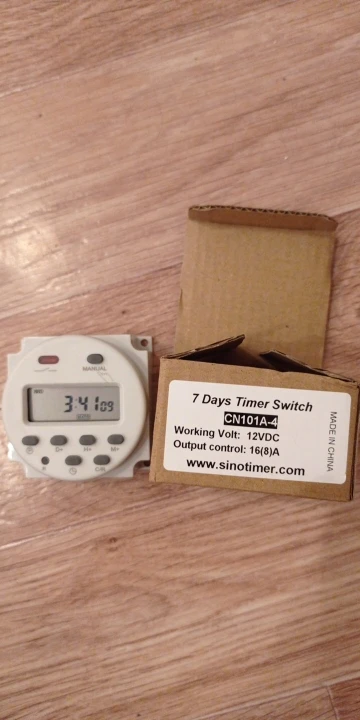 MANUAL
3:41 09
D+ H+ M+
R C/R
7 Days Timer Switch
CN101A-4
Working Volt: 12VDC
Output control: 16(8)A
www.sinotimer.com
MADE IN CHINA